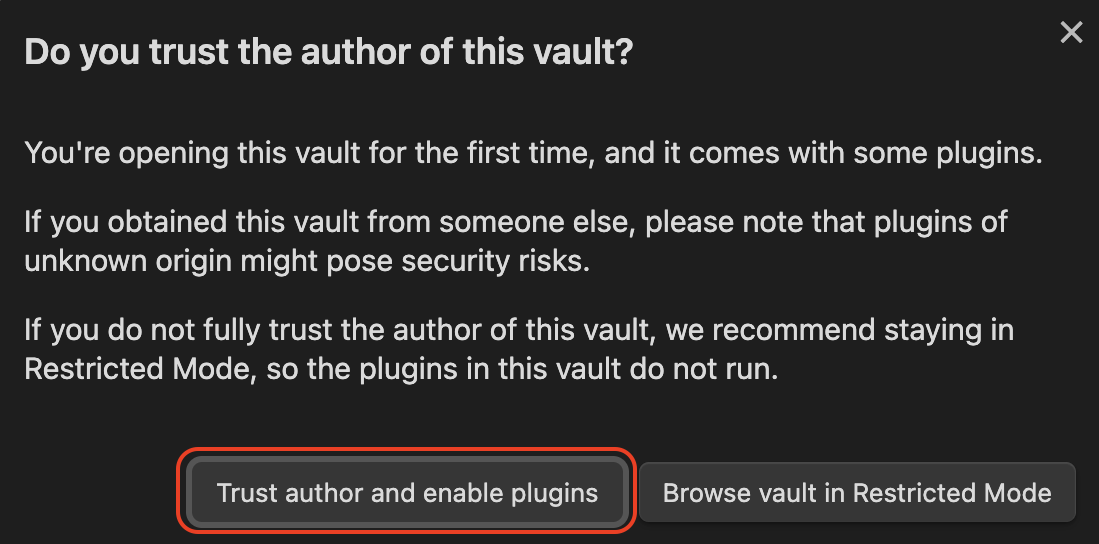 Do you trust the author of this vault?
You're opening this vault for the first time, and it comes with some plugins.
If you obtained this vault from someone else, please note that plugins of
unknown origin might pose security risks.
If you do not fully trust the author of this vault, we recommend staying in
Restricted Mode, so the plugins in this vault do not run.
Trust author and enable plugins
Browse vault in Restricted Mode